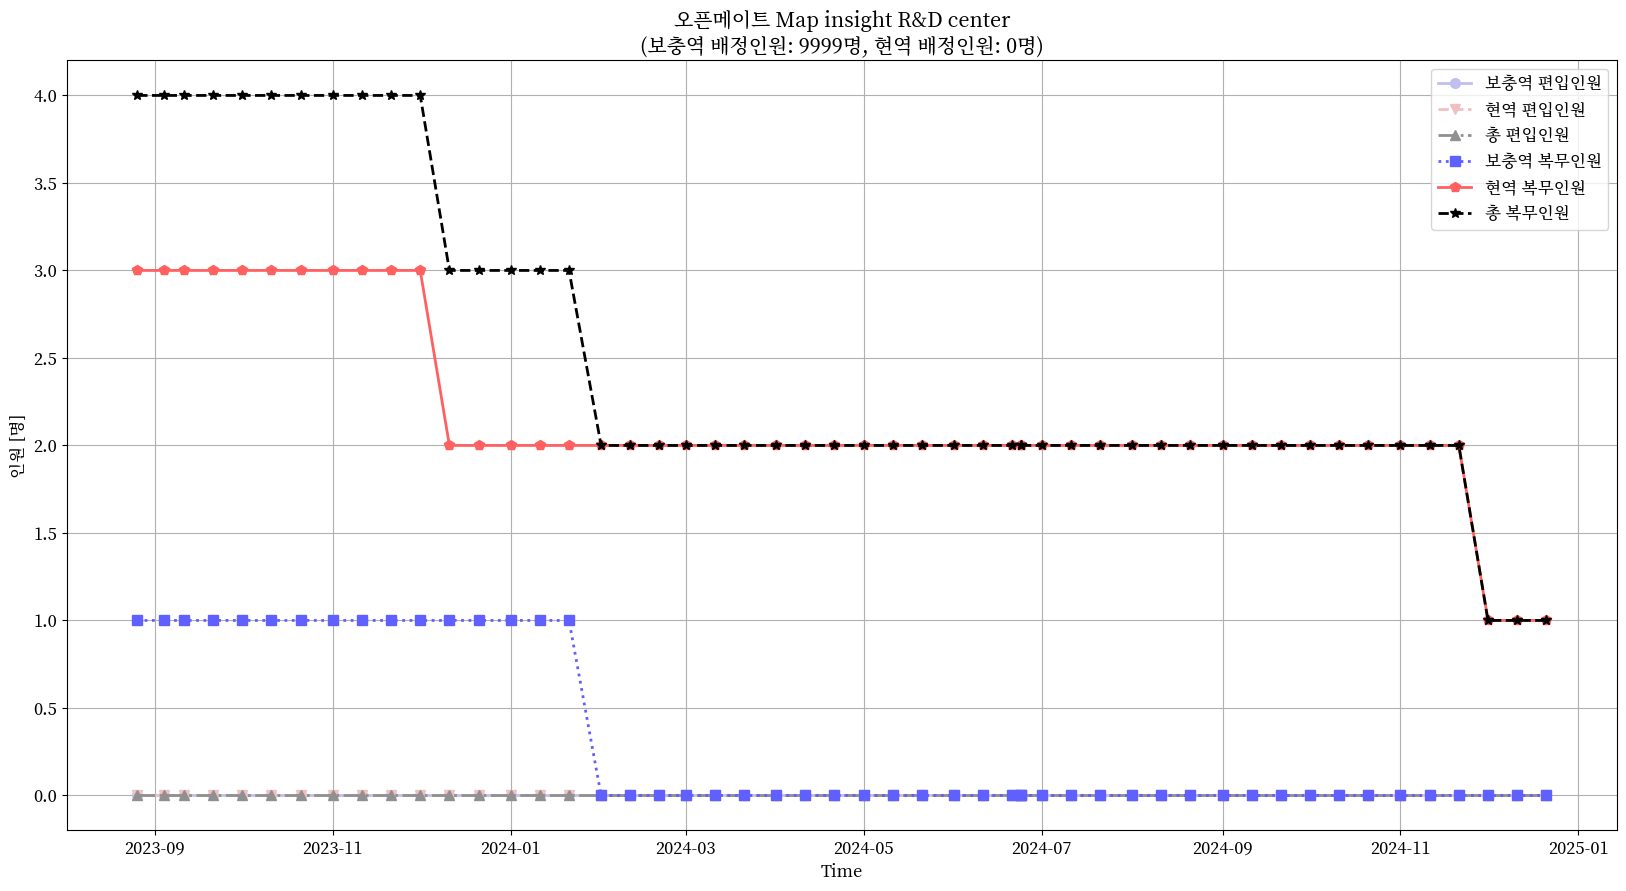 오픈메이트 Map insight R&D center
(보충역 배정인원: 9999명, 현역 배정인원: 0명)
보충역 편입인원
현역 편입인원
총 편입인원
보충역 복무인원
현역 복무인원
총 복무인원
인원 [명]
4.0
3.5
3.0
2.5
2.0
1.5
1.0
0.5
0.0
2023-09
2023-11
2024-01
2024-03
2024-05
2024-07
2024-09
2024-11
2025-01
Time